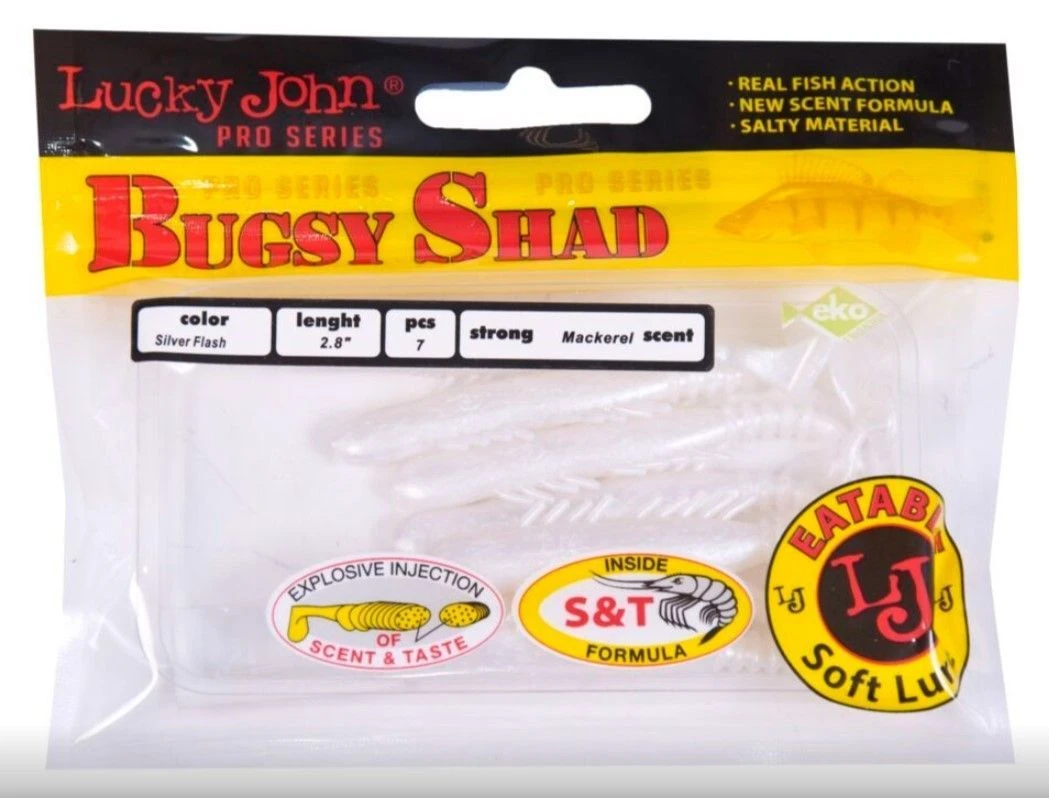 Lucky John®
PRO SERIES
· REAL FISH ACTION
· NEW SCENT FORMULA
· SALTY MATERIAL
PRO SERIES PRO SERIES
BUGSY SHAD
eko
color
Silver Flash
lenght
2.8"
pcs
7
strong Mackerel scent
EXPLOSIVE INJECTION
OF
SCENT & TASTE
INSIDE
S&T
FORMULA
LJ
LJ
LJ
Soft